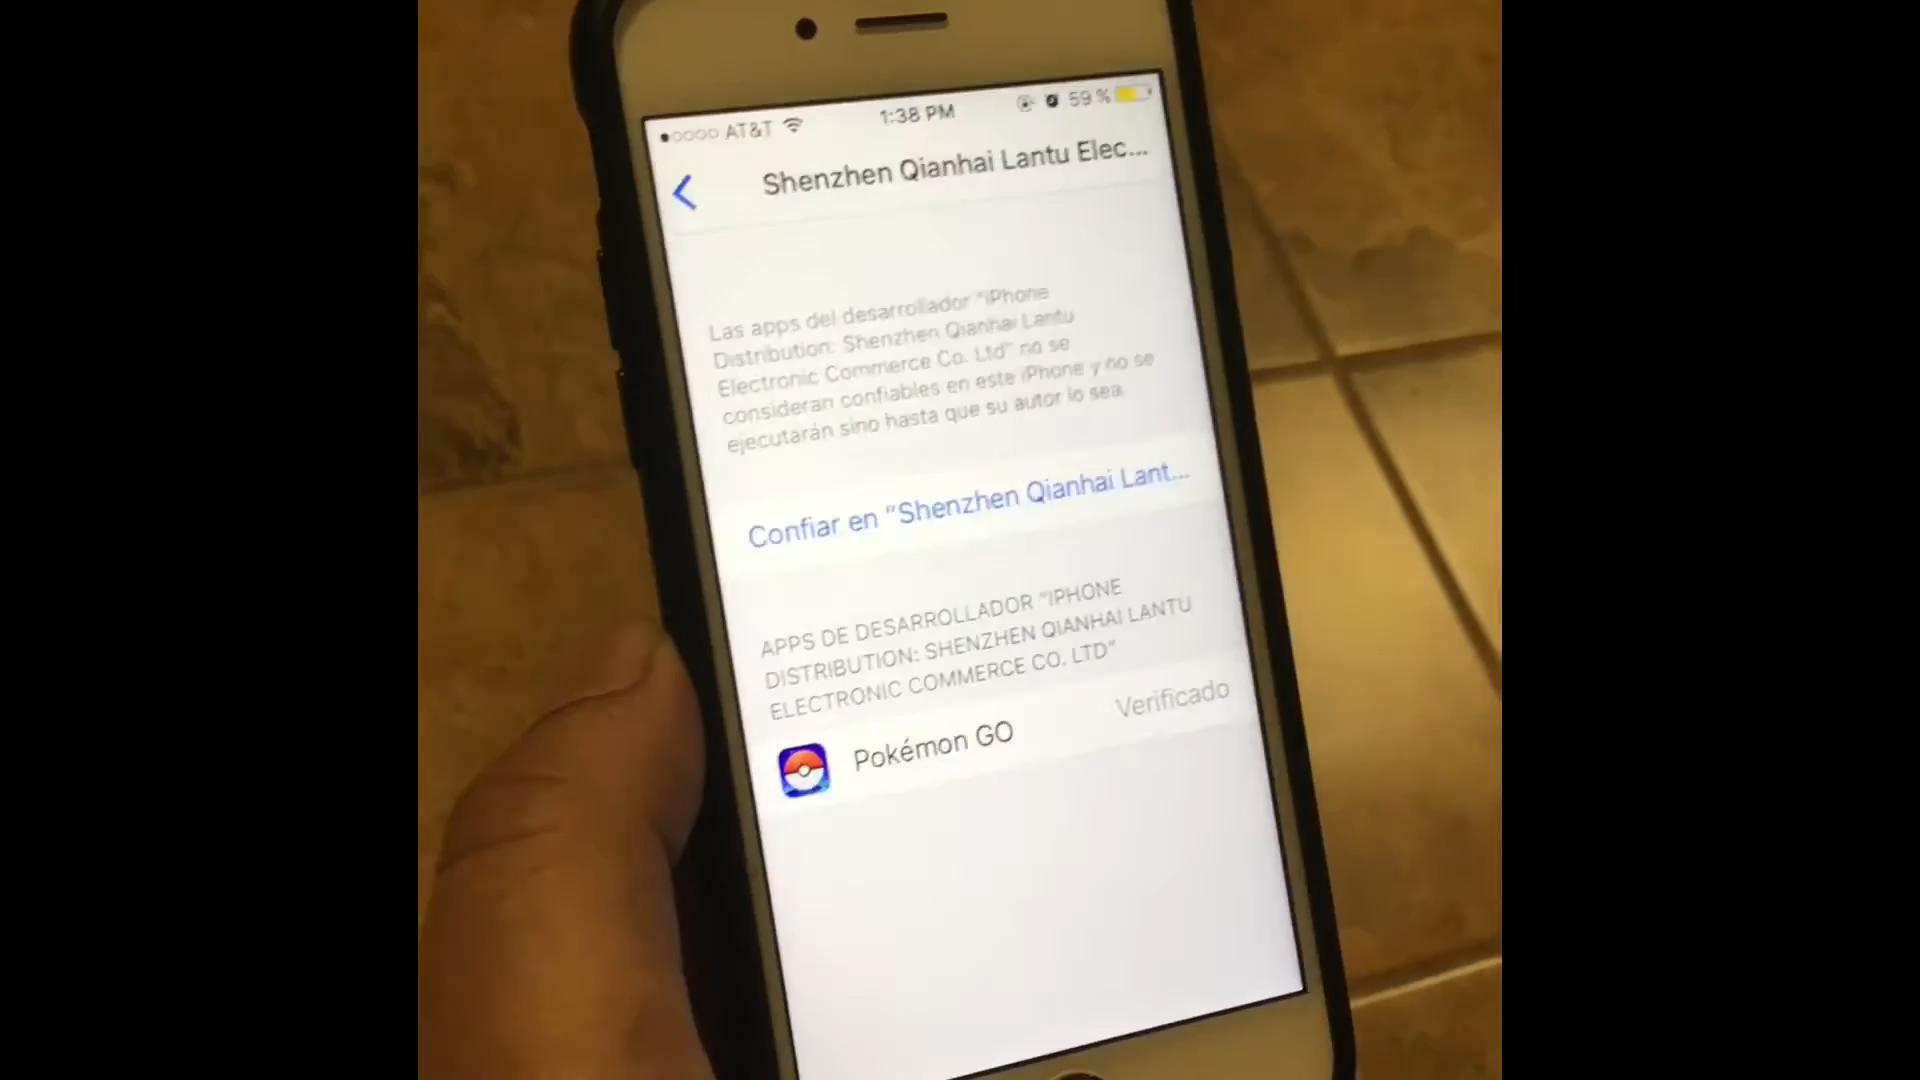 AT&T 1:38 PM 59 %
Shenzhen Qianhai Lantu Elec...
Las apps del desarrollador "iPhone
Distribution: Shenzhen Qianhai Lantu
Electronic Commerce Co. Ltd" no se
consideran confiables en este iPhone y no se
ejecutarán sino hasta que su autor lo sea.
Confiar en "Shenzhen Qianhai Lant...
APPS DE DESARROLLADOR "IPHONE
DISTRIBUTION: SHENZHEN QIANHAI LANTU
ELECTRONIC COMMERCE CO. LTD"
Pokémon GO Verificado